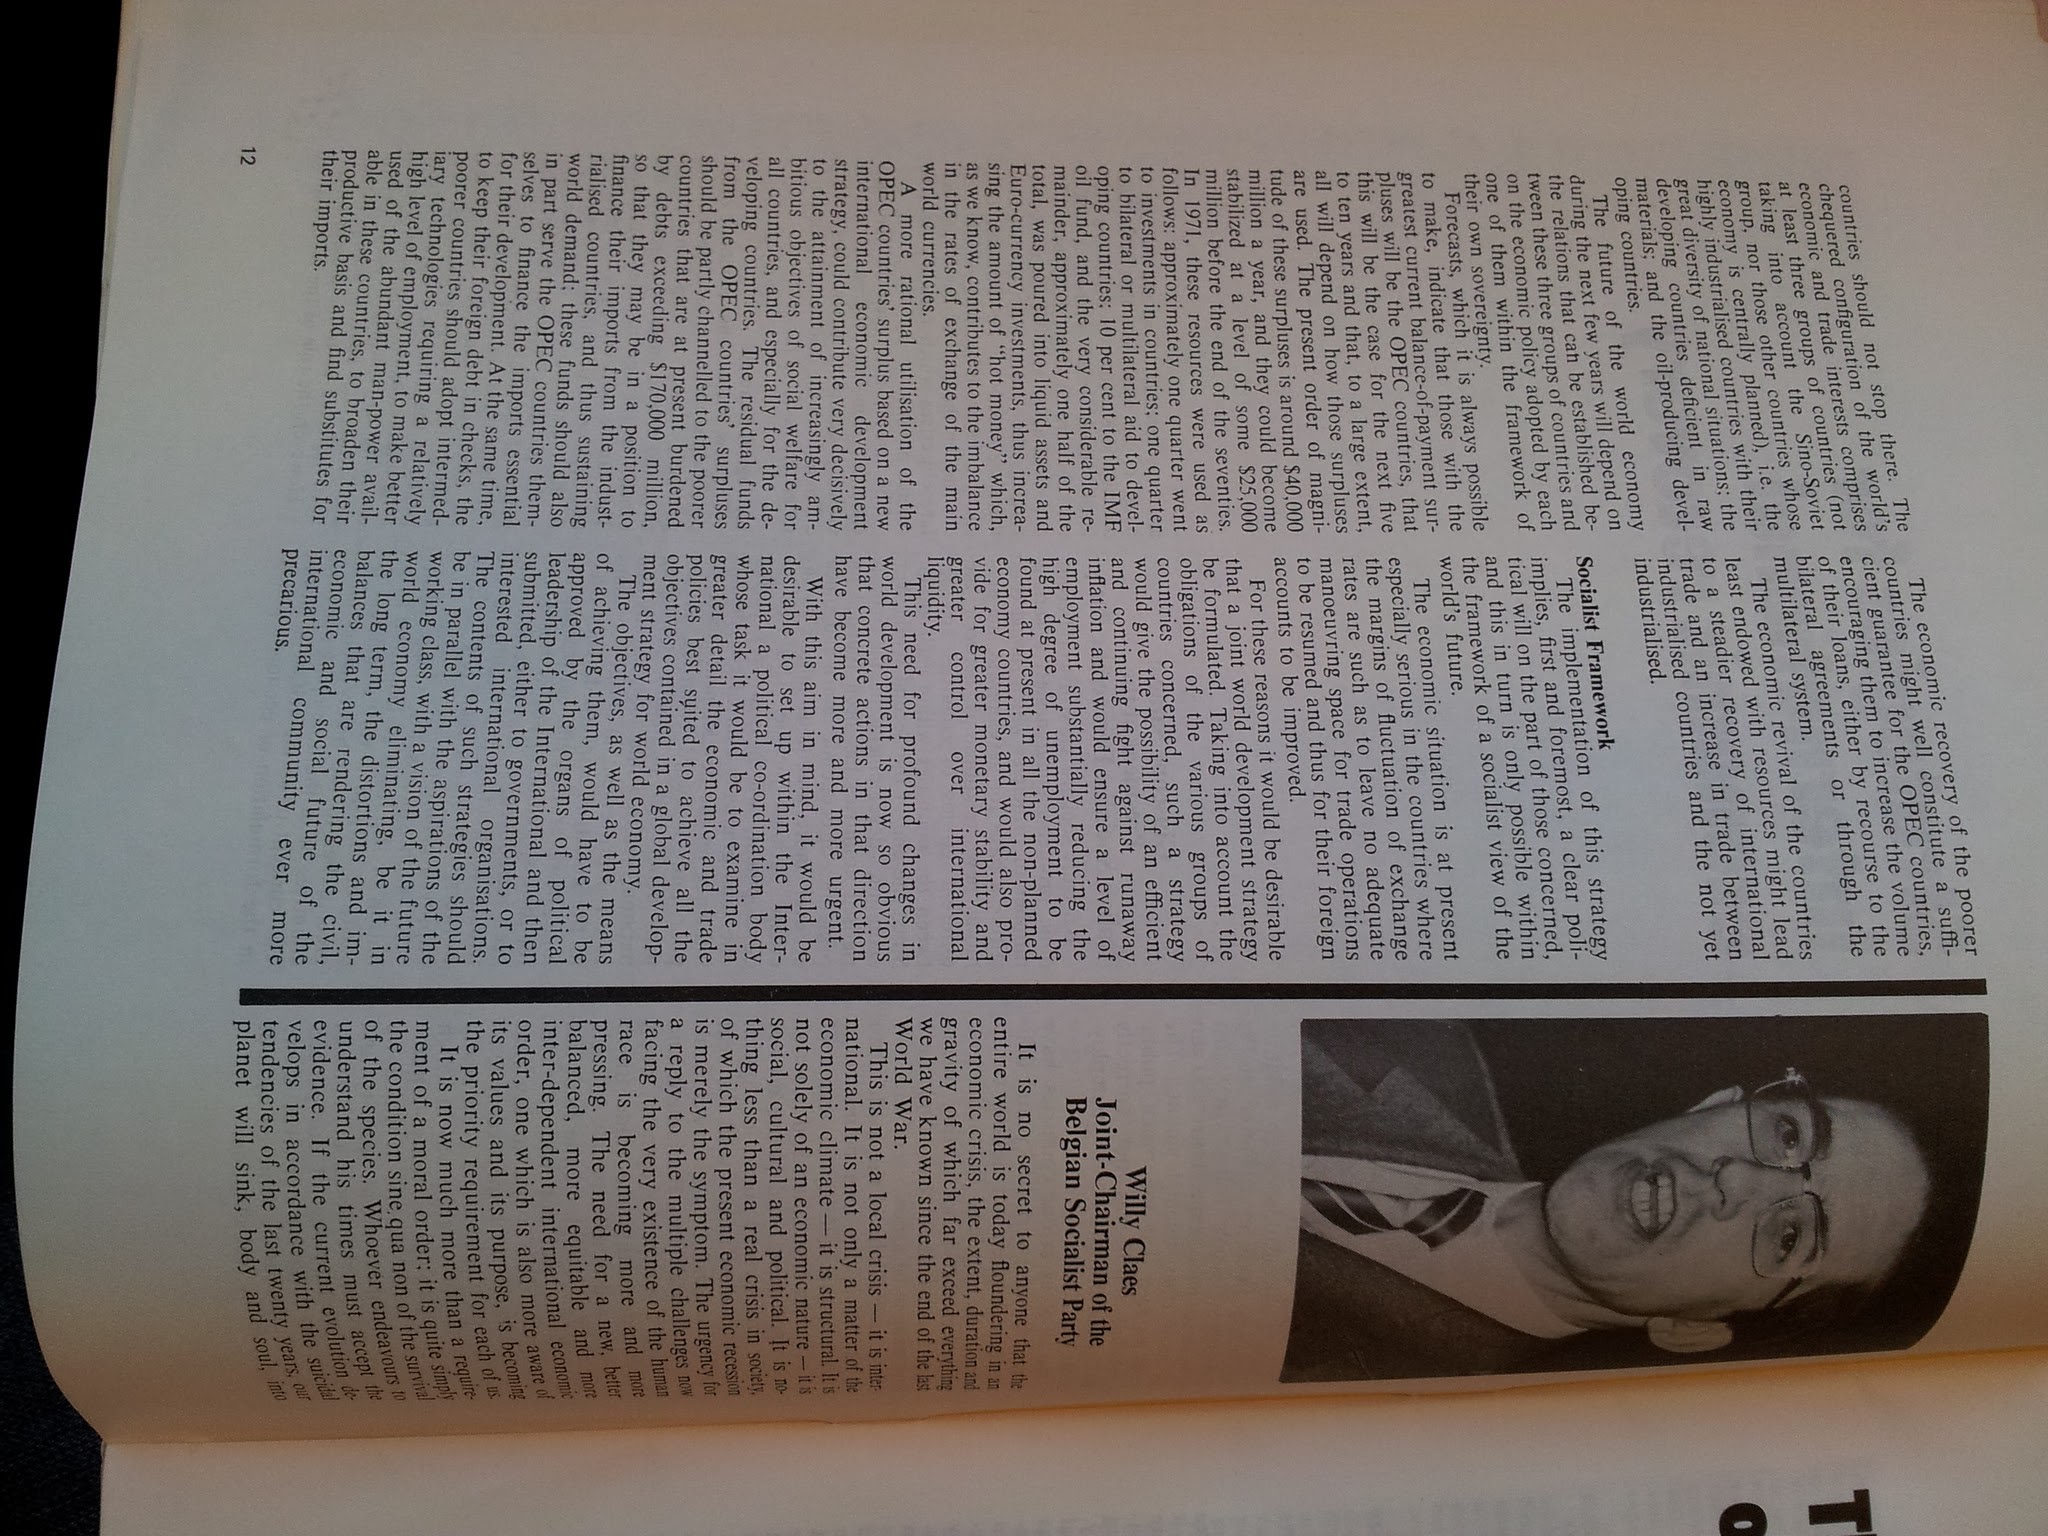 countries should not stop there. The
chequered configuration of the world's
economic and trade interests comprises
at least three groups of countries (not
taking into account the Sino-Soviet
group, nor those other countries whose
economy is centrally planned), i.e. the
highly industrialised countries with their
great diversity of national situations; the
developing countries deficient in raw
materials; and the oil-producing devel-
oping countries.
The future of the world economy
during the next few years will depend on
the relations that can be established be-
tween these three groups of countries and
on the economic policy adopted by each
one of them within the framework of
their own sovereignty.
Forecasts, which it is always possible
to make, indicate that those with the
greatest current balance-of-payment sur-
pluses will be the OPEC countries, that
this will be the case for the next five
to ten years and that, to a large extent,
all will depend on how those surpluses
are used. The present order of magni-
tude of these surpluses is around $40,000
million a year, and they could become
stabilized at a level of some $25,000
million before the end of the seventies.
In 1971, these resources were used as
follows: approximately one quarter went
to investments in countries; one quarter
to bilateral or multilateral aid to devel-
oping countries; 10 per cent to the IMF
oil fund, and the very considerable re-
mainder, approximately one half of the
total, was poured into liquid assets and
Euro-currency investments, thus increa-
sing the amount of "hot money" which,
as we know, contributes to the imbalance
in the rates of exchange of the main
world currencies.
A more rational utilisation of the
OPEC countries' surplus based on a new
international economic development
strategy, could contribute very decisively
to the attainment of increasingly am-
bitious objectives of social welfare for
all countries, and especially for the de-
veloping countries. The residual funds
from the OPEC countries' surpluses
should be partly channelled to the poorer
countries that are at present burdened
by debts exceeding $170,000 million,
so that they may be in a position to
finance their imports from the indust-
rialised countries, and thus sustaining
world demand; these funds should also
in part serve the OPEC countries them-
selves to finance the imports essential
for their development. At the same time,
to keep their foreign debt in checks, the
poorer countries should adopt intermed-
iary technologies requiring a relatively
high level of employment, to make better
used of the abundant man-power avail-
able in these countries, to broaden their
productive basis and find substitutes for
their imports.
12
The economic recovery of the poorer
countries might well constitute a suffi-
cient guarantee for the OPEC countries,
encouraging them to increase the volume
of their loans, either by recourse to the
bilateral agreements or through the
multilateral system.
The economic revival of the countries
least endowed with resources might lead
to a steadier recovery of international
trade and an increase in trade between
industrialised countries and the not yet
industrialised.
Socialist Framework
The implementation of this strategy
implies, first and foremost, a clear poli-
tical will on the part of those concerned,
and this in turn is only possible within
the framework of a socialist view of the
world's future.
The economic situation is at present
especially serious in the countries where
the margins of fluctuation of exchange
rates are such as to leave no adequate
manoeuvring space for trade operations
to be resumed and thus for their foreign
accounts to be improved.
For these reasons it would be desirable
that a joint world development strategy
be formulated. Taking into account the
obligations of the various groups of
countries concerned, such a strategy
would give the possibility of an efficient
and continuing fight against runaway
inflation and would ensure a level of
employment substantially reducing the
high degree of unemployment to be
found at present in all the non-planned
economy countries, and would also pro-
vide for greater monetary stability and
greater control over international
liquidity.
This need for profound changes in
world development is now so obvious
that concrete actions in that direction
have become more and more urgent.
With this aim in mind, it would be
desirable to set up within the Inter-
national a political co-ordination body
whose task it would be to examine in
greater detail the economic and trade
policies best suited to achieve all the
objectives contained in a global develop-
ment strategy for world economy.
The objectives, as well as the means
of achieving them, would have to be
approved by the organs of political
leadership of the International and then
submitted, either to governments, or to
interested international organisations.
The contents of such strategies should
be in parallel with the aspirations of the
working class, with a vision of the future
world economy eliminating, be it in
the long term, the distortions and im-
balances that are rendering the civil,
economic and social future of the
international community ever more
precarious.
Willy Claes
Joint-Chairman of the
Belgian Socialist Party
It is no secret to anyone that the
entire world is today floundering in an
economic crisis, the extent, duration and
gravity of which far exceed everything
we have known since the end of the last
World War.
This is not a local crisis — it is inter-
national. It is not only a matter of the
economic climate — it is structural. It is
not solely of an economic nature — it is
social, cultural and political. It is no-
thing less than a real crisis in society,
of which the present economic recession
is merely the symptom. The urgency for
a reply to the multiple challenges now
facing the very existence of the human
race is becoming more and more
pressing. The need for a new, better
balanced, more equitable and more
inter-dependent international economic
order, one which is also more aware of
its values and its purpose, is becoming
the priority requirement for each of us.
It is now much more than a require-
ment of a moral order; it is quite simply
the condition sine qua non of the survival
of the species. Whoever endeavours to
understand his times must accept the
evidence. If the current evolution de-
velops in accordance with the suicidal
tendencies of the last twenty years, our
planet will sink, body and soul, into